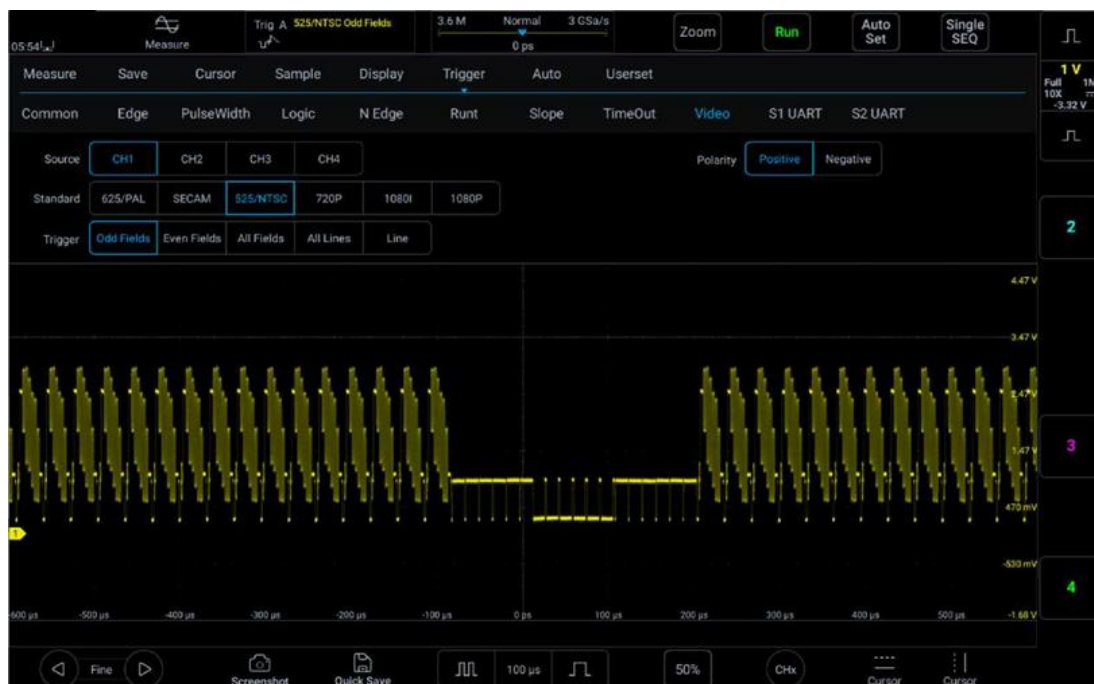 Trig A 525/NTSC Odd Fields
3.6 M Normal 3 GSa/s
Zoom Run Auto Set Single SEQ
05:54 Measure
0 ps
Measure Save Cursor Sample Display Trigger Auto Userset
1 V
Full 1M
10X
-3.32 V
Common Edge PulseWidth Logic N Edge Runt Slope TimeOut Video S1 UART S2 UART
Source CH1 CH2 CH3 CH4 Polarity Positive Negative
Standard 625/PAL SECAM 525/NTSC 720P 1080I 1080P
2
Trigger Odd Fields Even Fields All Fields All Lines Line
4.47 V
3.47 V
2.47 V
3
1.47 V
470 mV
1
-530 mV
4
-600 µs -500 µs -400 µs -300 µs -200 µs -100 µs 0 ps 100 µs 200 µs 300 µs 400 µs 500 µs -1.68 V
Fine Screenshot Quick Save 100 µs 50% CHx Cursor Cursor